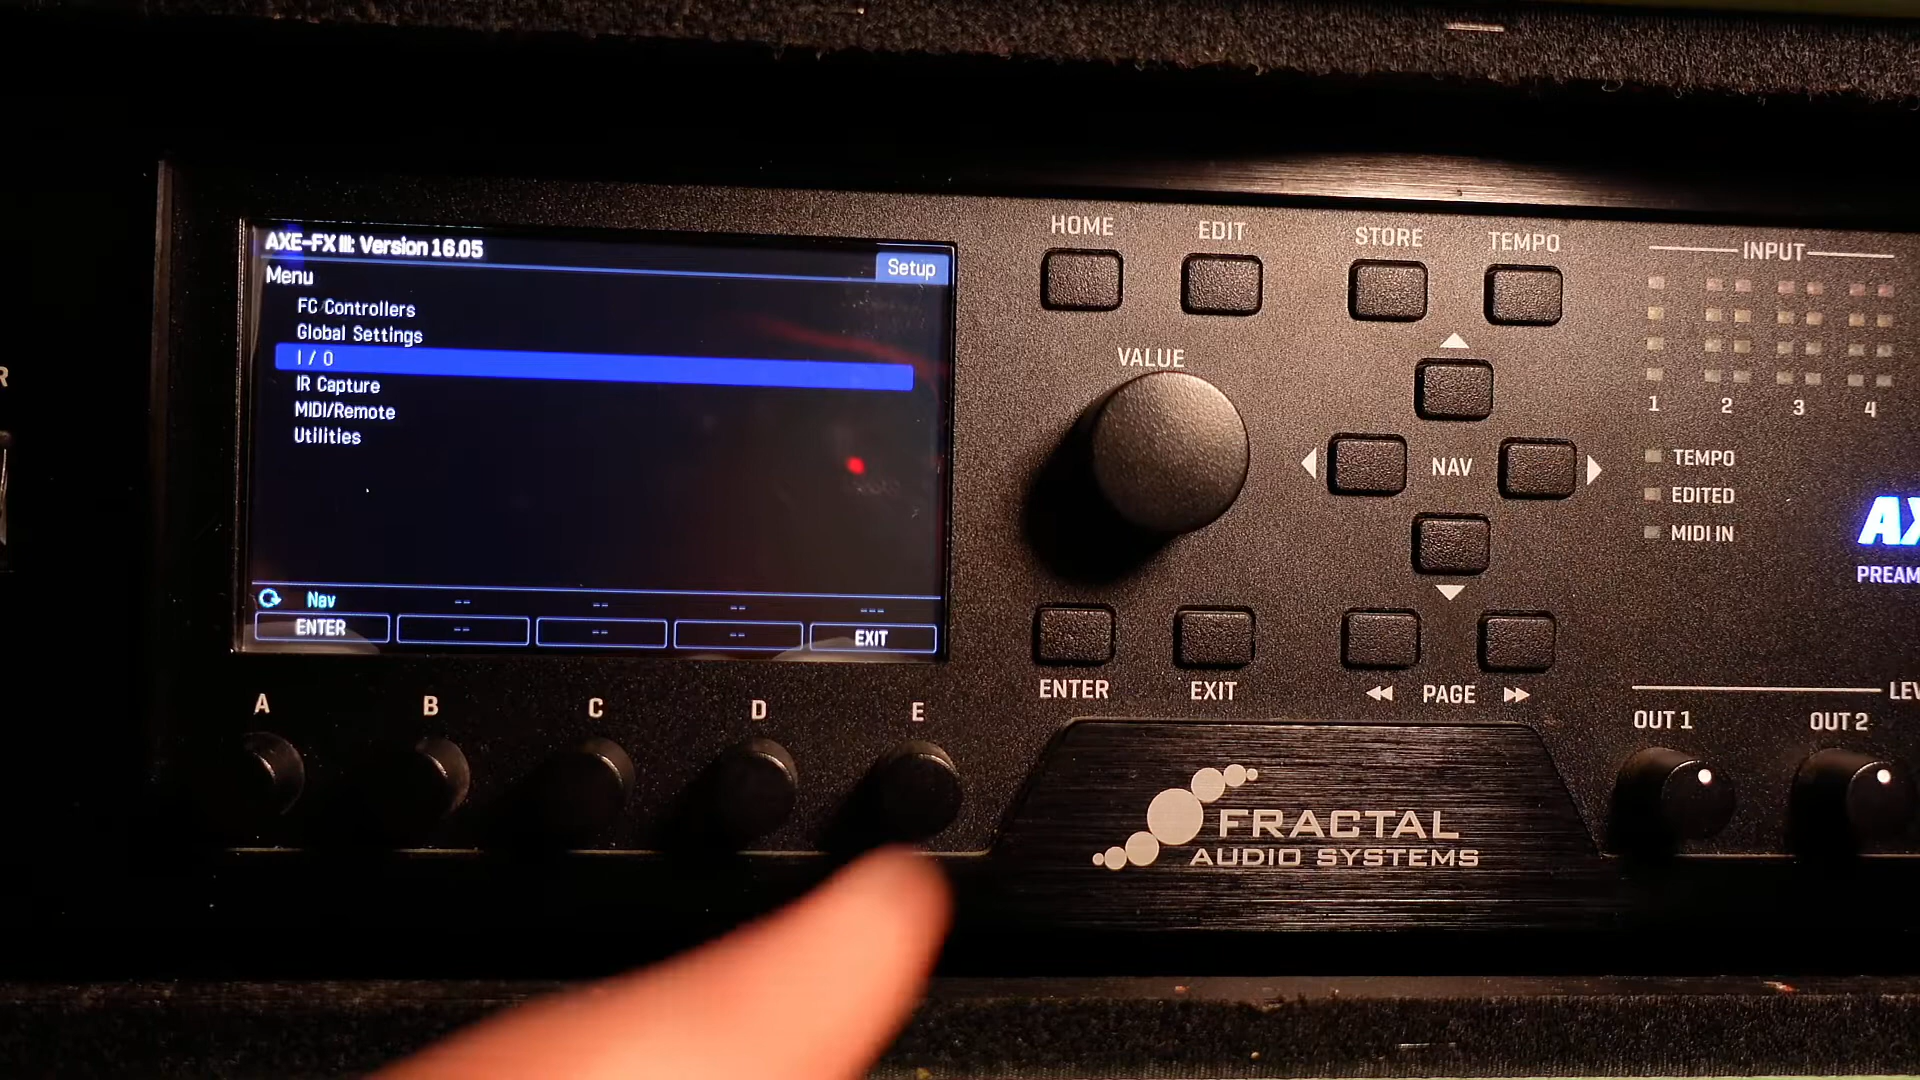 AXE-FX III: Version 16.05
Setup
Menu
FC Controllers
Global Settings
I / O
IR Capture
MIDI/Remote
Utilities
Nav -- -- -- ---
ENTER -- -- -- EXIT
A B C D E
HOME EDIT STORE TEMPO
VALUE
NAV
ENTER EXIT PAGE
INPUT
1 2 3 4
TEMPO
EDITED
MIDI IN
OUT 1 OUT 2
FRACTAL
AUDIO SYSTEMS